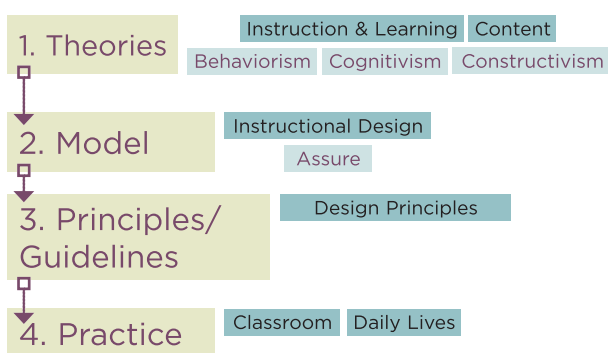 1. Theories
Instruction & Learning Content
Behaviorism Cognitivism Constructivism
2. Model
Instructional Design
Assure
3. Principles/
Guidelines
Design Principles
4. Practice
Classroom Daily Lives